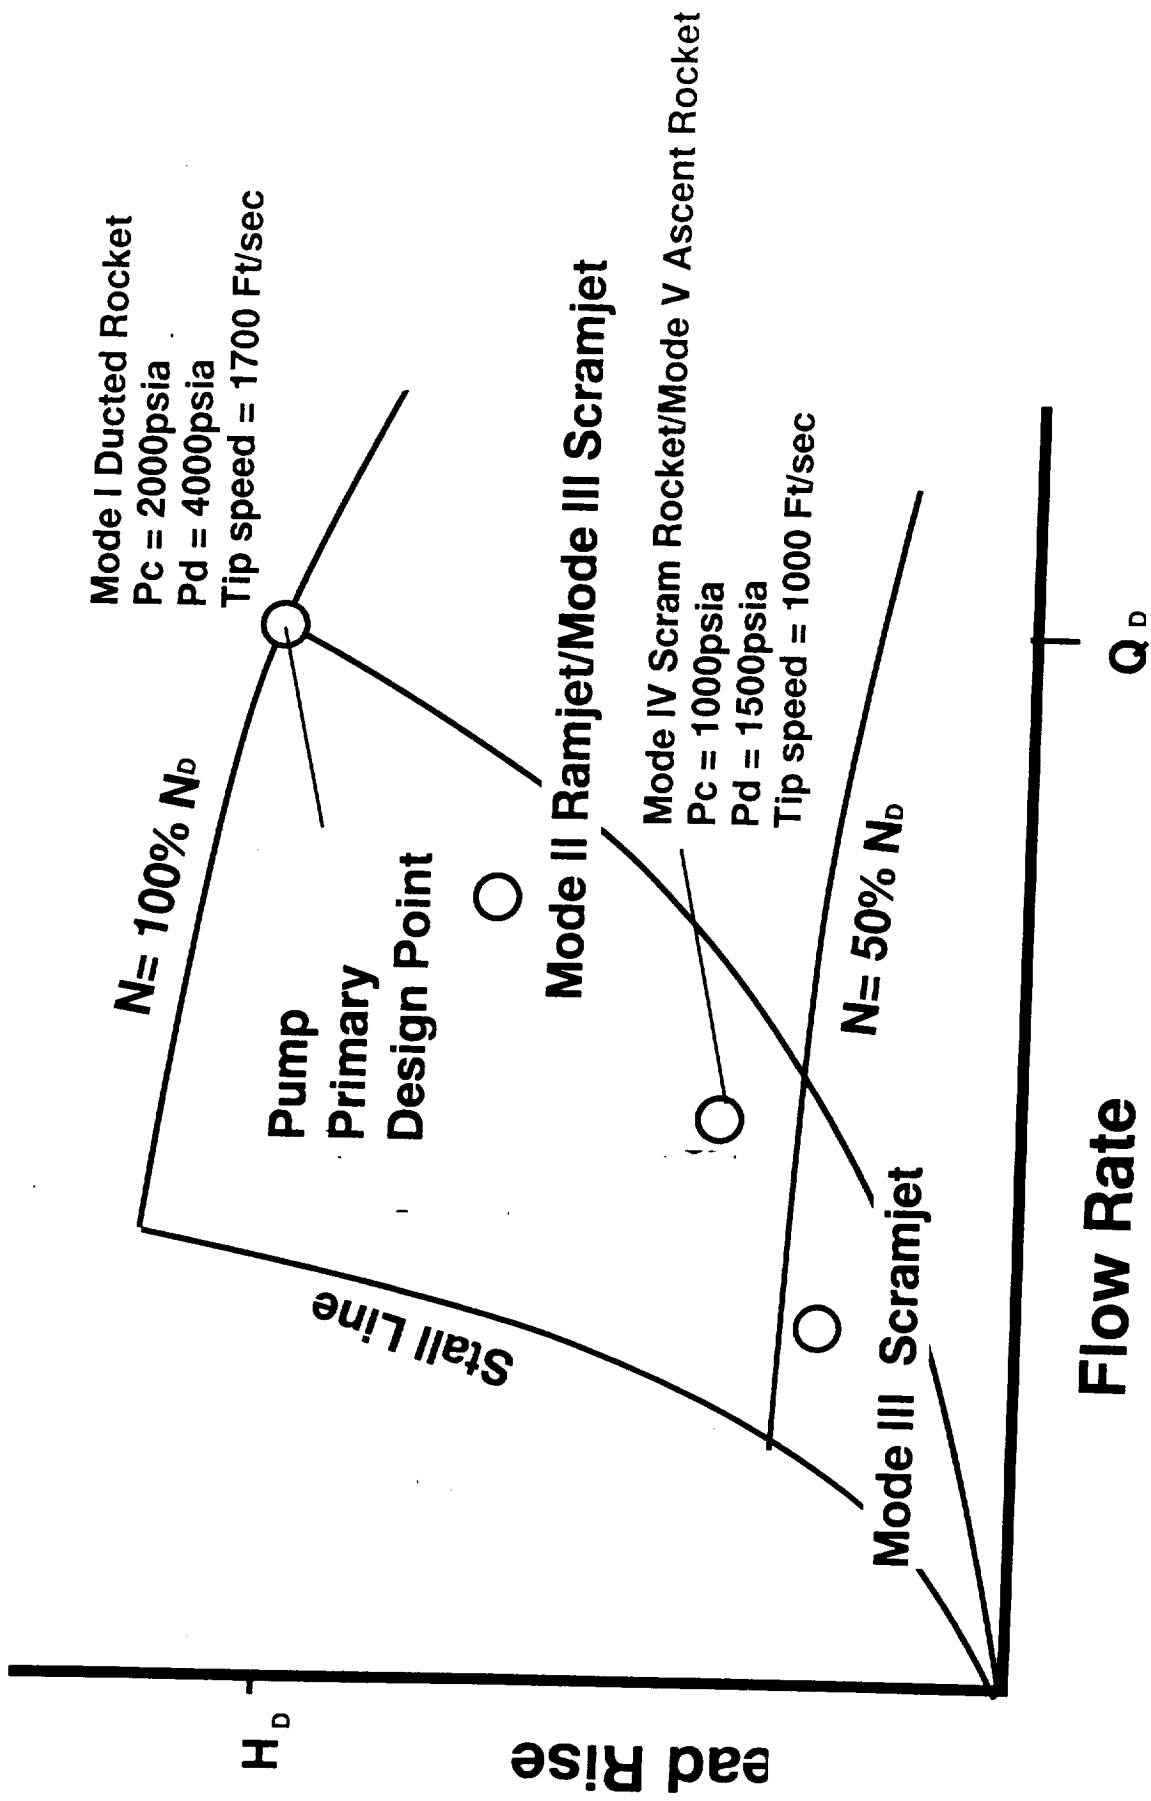 Mode I Ducted Rocket
Pc = 2000psia
Pd = 4000psia
Tip speed = 1700 Ft/sec
N= 100% ND
HD
Pump
Primary
Design Point
Stall Line
Mode II Ramjet/Mode III Scramjet
ead Rise
Mode IV Scram Rocket/Mode V Ascent Rocket
Pc = 1000psia
Pd = 1500psia
Tip speed = 1000 Ft/sec
N= 50% ND
Mode III Scramjet
QD
Flow Rate